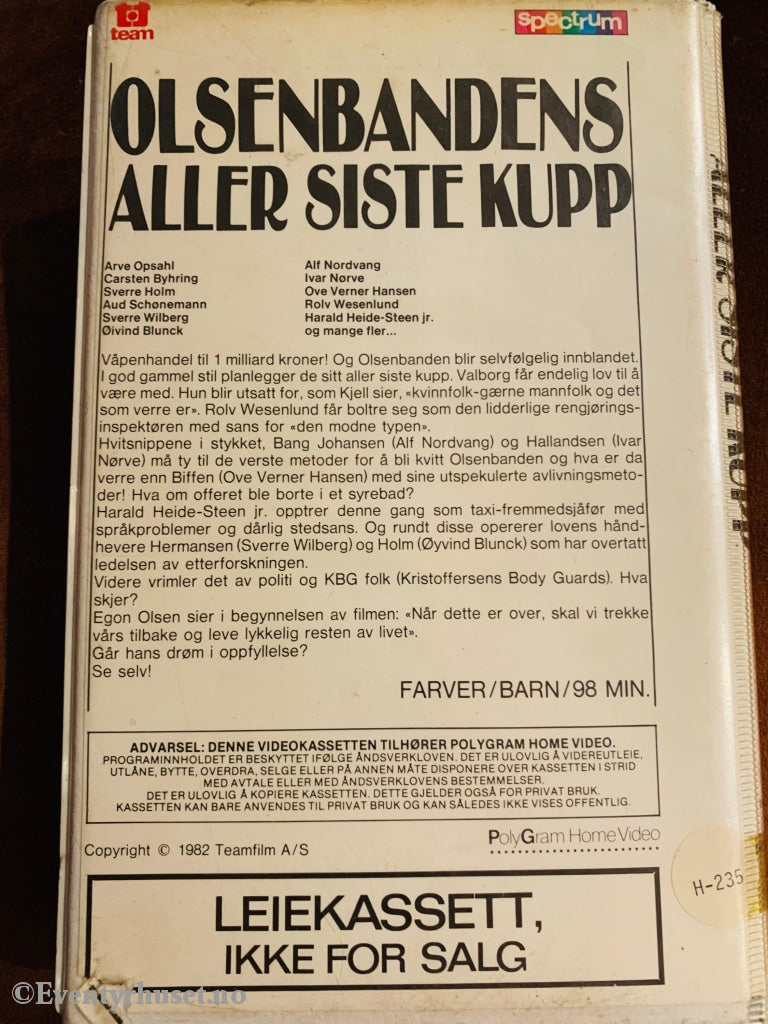 team
spectrum
OLSENBANDENS
ALLER SISTE KUPP
Arve Opsahl
Carsten Byhring
Sverre Holm
Aud Schønemann
Sverre Wilberg
Øivind Blunck
Alf Nordvang
Ivar Nørve
Ove Verner Hansen
Rolv Wesenlund
Harald Heide-Steen jr.
og mange fler...
Våpenhandel til 1 milliard kroner! Og Olsenbanden blir selvfølgelig innblandet.
I god gammel stil planlegger de sitt aller siste kupp. Valborg får endelig lov til å
være med. Hun blir utsatt for, som Kjell sier, «kvinnfolk-gærne mannfolk og det
som verre er». Rolv Wesenlund får boltre seg som den lidderlige rengjørings-
inspektøren med sans for «den modne typen».
Hvitsnippene i stykket, Bang Johansen (Alf Nordvang) og Hallandsen (Ivar
Nørve) må ty til de verste metoder for å bli kvitt Olsenbanden og hva er da
verre enn Biffen (Ove Verner Hansen) med sine utspekulerte avlivningsmeto-
der! Hva om offeret ble borte i et syrebad?
Harald Heide-Steen jr. opptrer denne gang som taxi-fremmedsjåfør med
språkproblemer og dårlig stedsans. Og rundt disse opererer lovens hånd-
hevere Hermansen (Sverre Wilberg) og Holm (Øyvind Blunck) som har overtatt
ledelsen av etterforskningen.
Videre vrimler det av politi og KBG folk (Kristoffersens Body Guards). Hva
skjer?
Egon Olsen sier i begynnelsen av filmen: «Når dette er over, skal vi trekke
vårs tilbake og leve lykkelig resten av livet».
Går hans drøm i oppfyllelse?
Se selv!
FARVER/BARN/98 MIN.
ADVARSEL: DENNE VIDEOKASSETTEN TILHØRER POLYGRAM HOME VIDEO.
PROGRAMINNHOLDET ER BESKYTTET IFØLGE ÅNDSVERKLOVEN. DET ER ULOVLIG Å VIDEREUTLEIE,
UTLÅNE, BYTTE, OVERDRA, SELGE ELLER PÅ ANNEN MÅTE DISPONERE OVER KASSETTEN I STRID
MED AVTALE ELLER MED ÅNDSVERKLOVENS BESTEMMELSER.
DET ER ULOVLIG Å KOPIERE KASSETTEN. DETTE GJELDER OGSÅ FOR PRIVAT BRUK.
KASSETTEN KAN BARE ANVENDES TIL PRIVAT BRUK OG KAN SÅLEDES IKKE VISES OFFENTLIG.
PolyGram Home Video
Copyright © 1982 Teamfilm A/S
H-235
LEIEKASSETT,
IKKE FOR SALG
©Eventyrhuset.no
ALLER SISTE KUPP